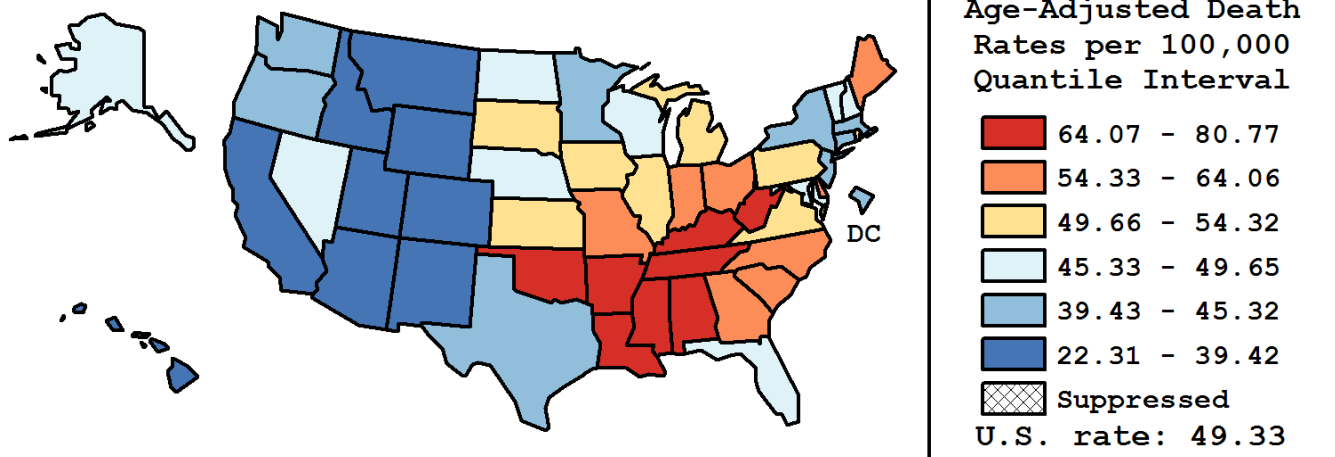 Age-Adjusted Death
Rates per 100,000
Quantile Interval
64.07 - 80.77
54.33 - 64.06
49.66 - 54.32
45.33 - 49.65
39.43 - 45.32
22.31 - 39.42
Suppressed
U.S. rate: 49.33
DC